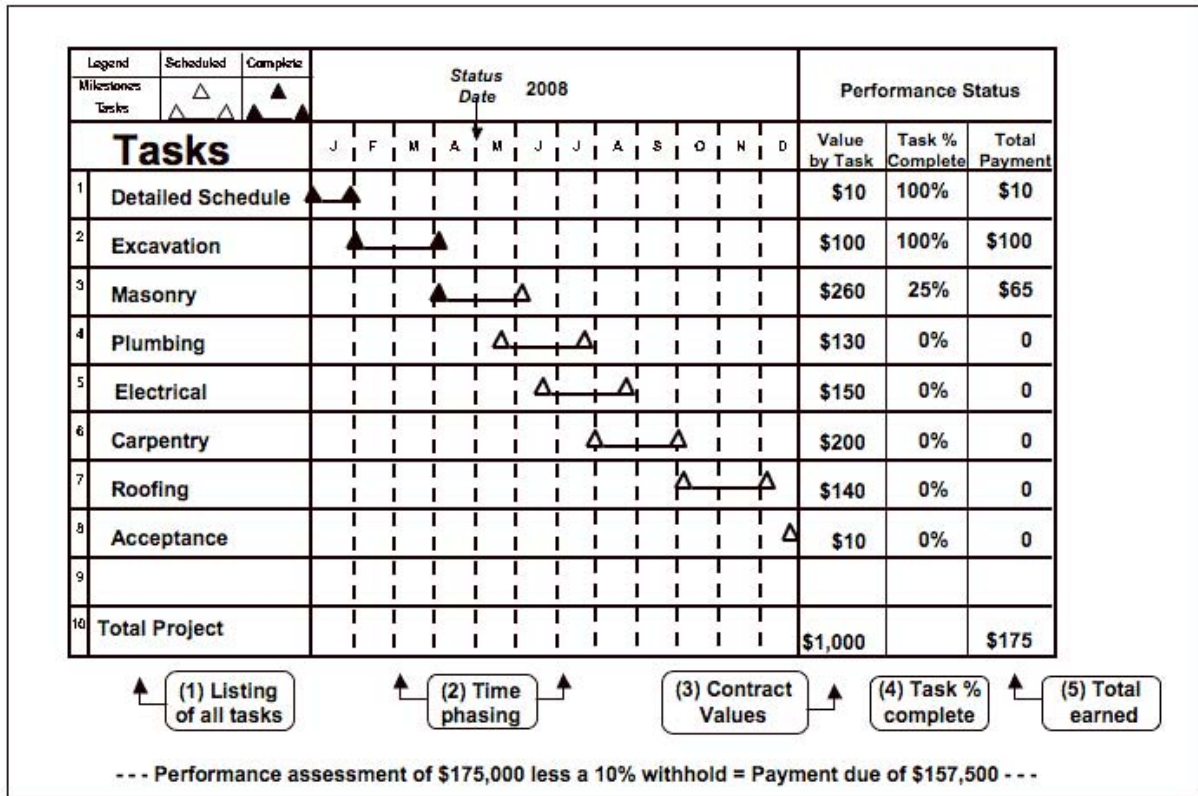 Legend Scheduled Complete
Milestones
Tasks
Status
Date 2008
Performance Status
Tasks
J F M A M J J A S O N D
Value
by Task
Task %
Complete
Total
Payment
1 Detailed Schedule $10 100% $10
2 Excavation $100 100% $100
3 Masonry $260 25% $65
4 Plumbing $130 0% 0
5 Electrical $150 0% 0
6 Carpentry $200 0% 0
7 Roofing $140 0% 0
8 Acceptance $10 0% 0
9
10 Total Project $1,000 $175
(1) Listing
of all tasks
(2) Time
phasing
(3) Contract
Values
(4) Task %
complete
(5) Total
earned
- - - Performance assessment of $175,000 less a 10% withhold = Payment due of $157,500 - - -